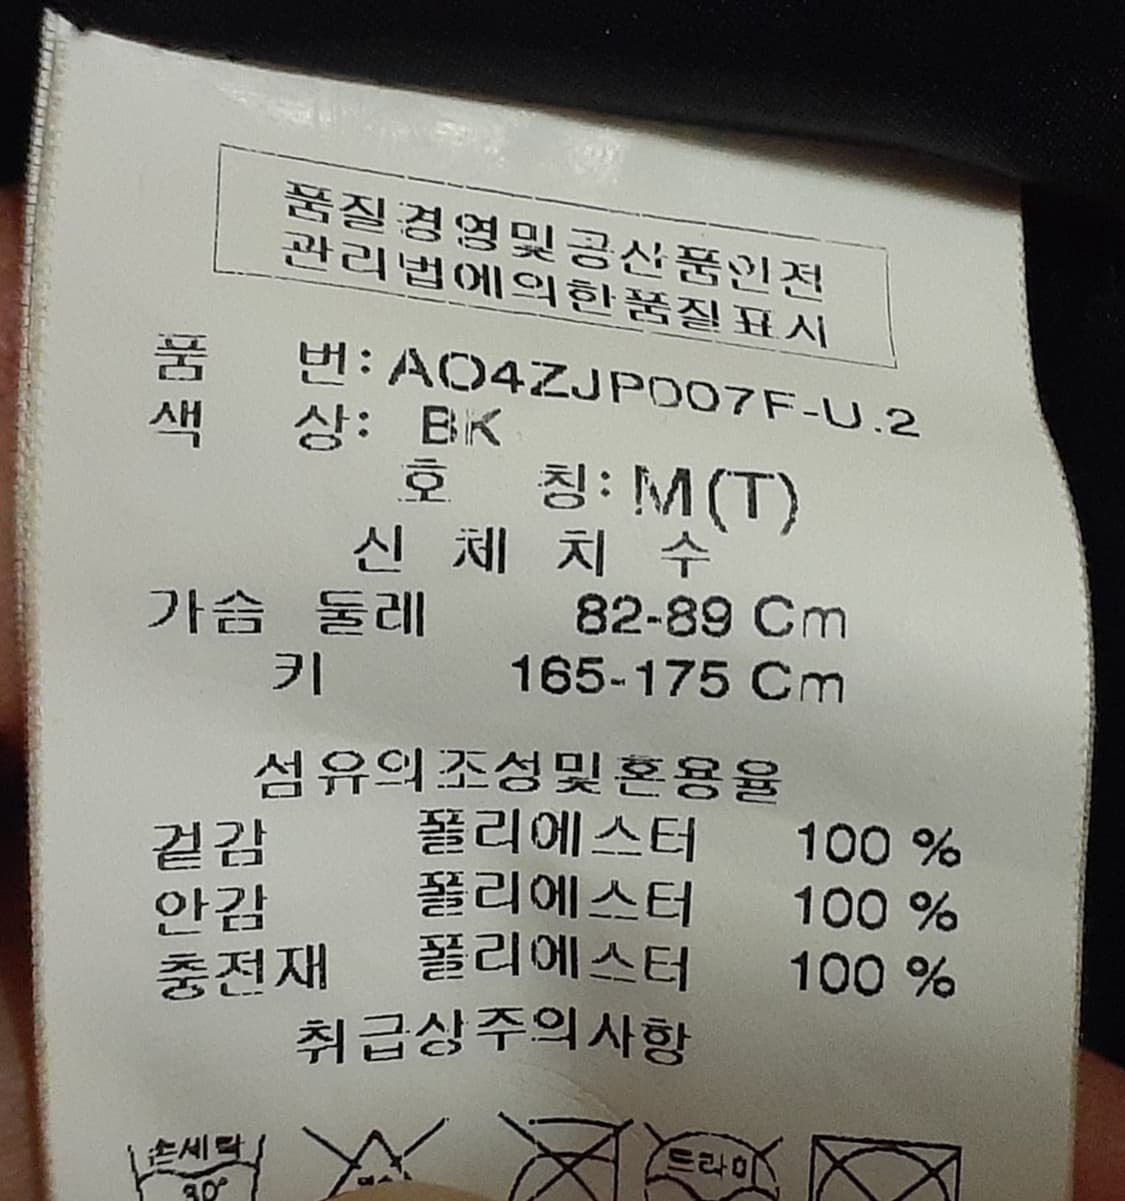 품질경영및공산품안전
관리법에의한품질표시
품 번: AO4ZJP007F-U.2
색 상: BK
호 칭: M(T)
신 체 치 수
가슴 둘레 82-89 Cm
키 165-175 Cm
섬유의조성및혼용율
겉감 폴리에스터 100 %
안감 폴리에스터 100 %
충전재 폴리에스터 100 %
취급상주의사항
손세탁 드라이
30°